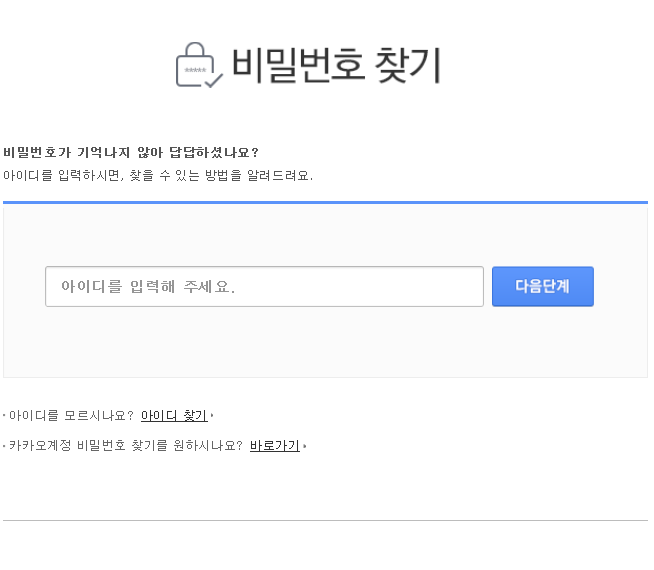 ***** 비밀번호 찾기
비밀번호가 기억나지 않아 답답하셨나요?
아이디를 입력하시면, 찾을 수 있는 방법을 알려드려요.
아이디를 입력해 주세요. 다음단계
아이디를 모르시나요? 아이디 찾기
카카오계정 비밀번호 찾기를 원하시나요? 바로가기